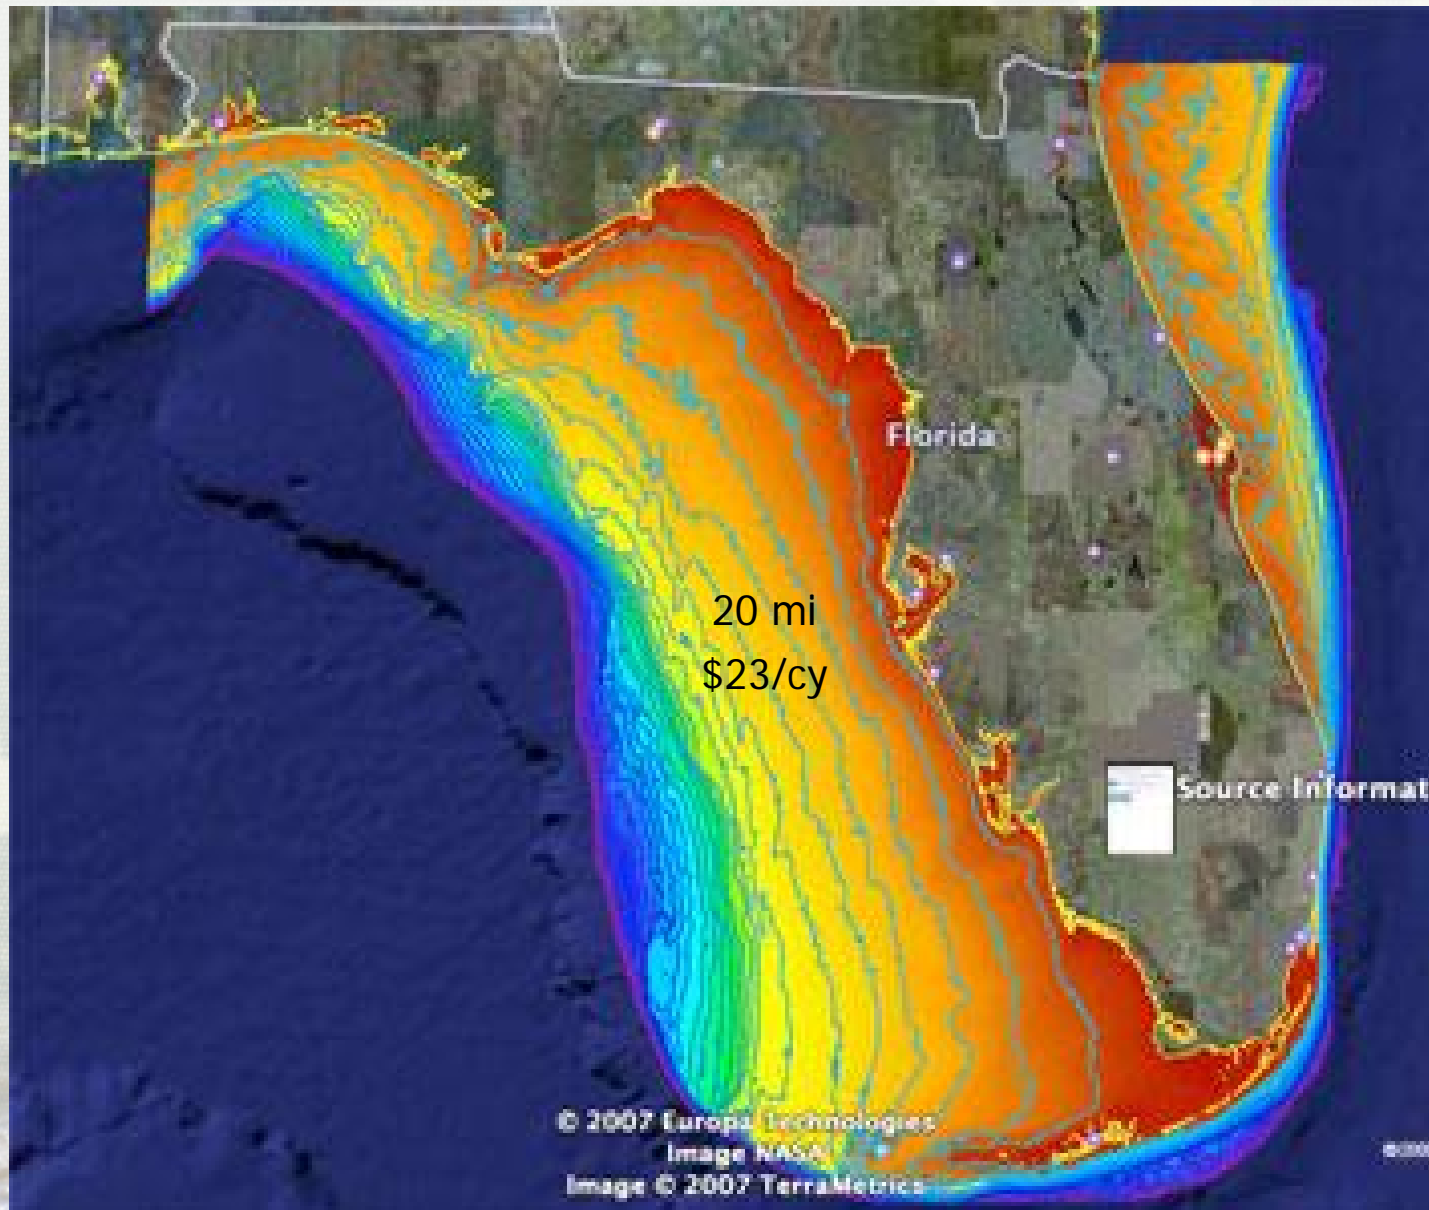 Florida
20 mi
$23/cy
Source Informat
© 2007 Europa Technologies
Image NASA
Image © 2007 TerraMetrics